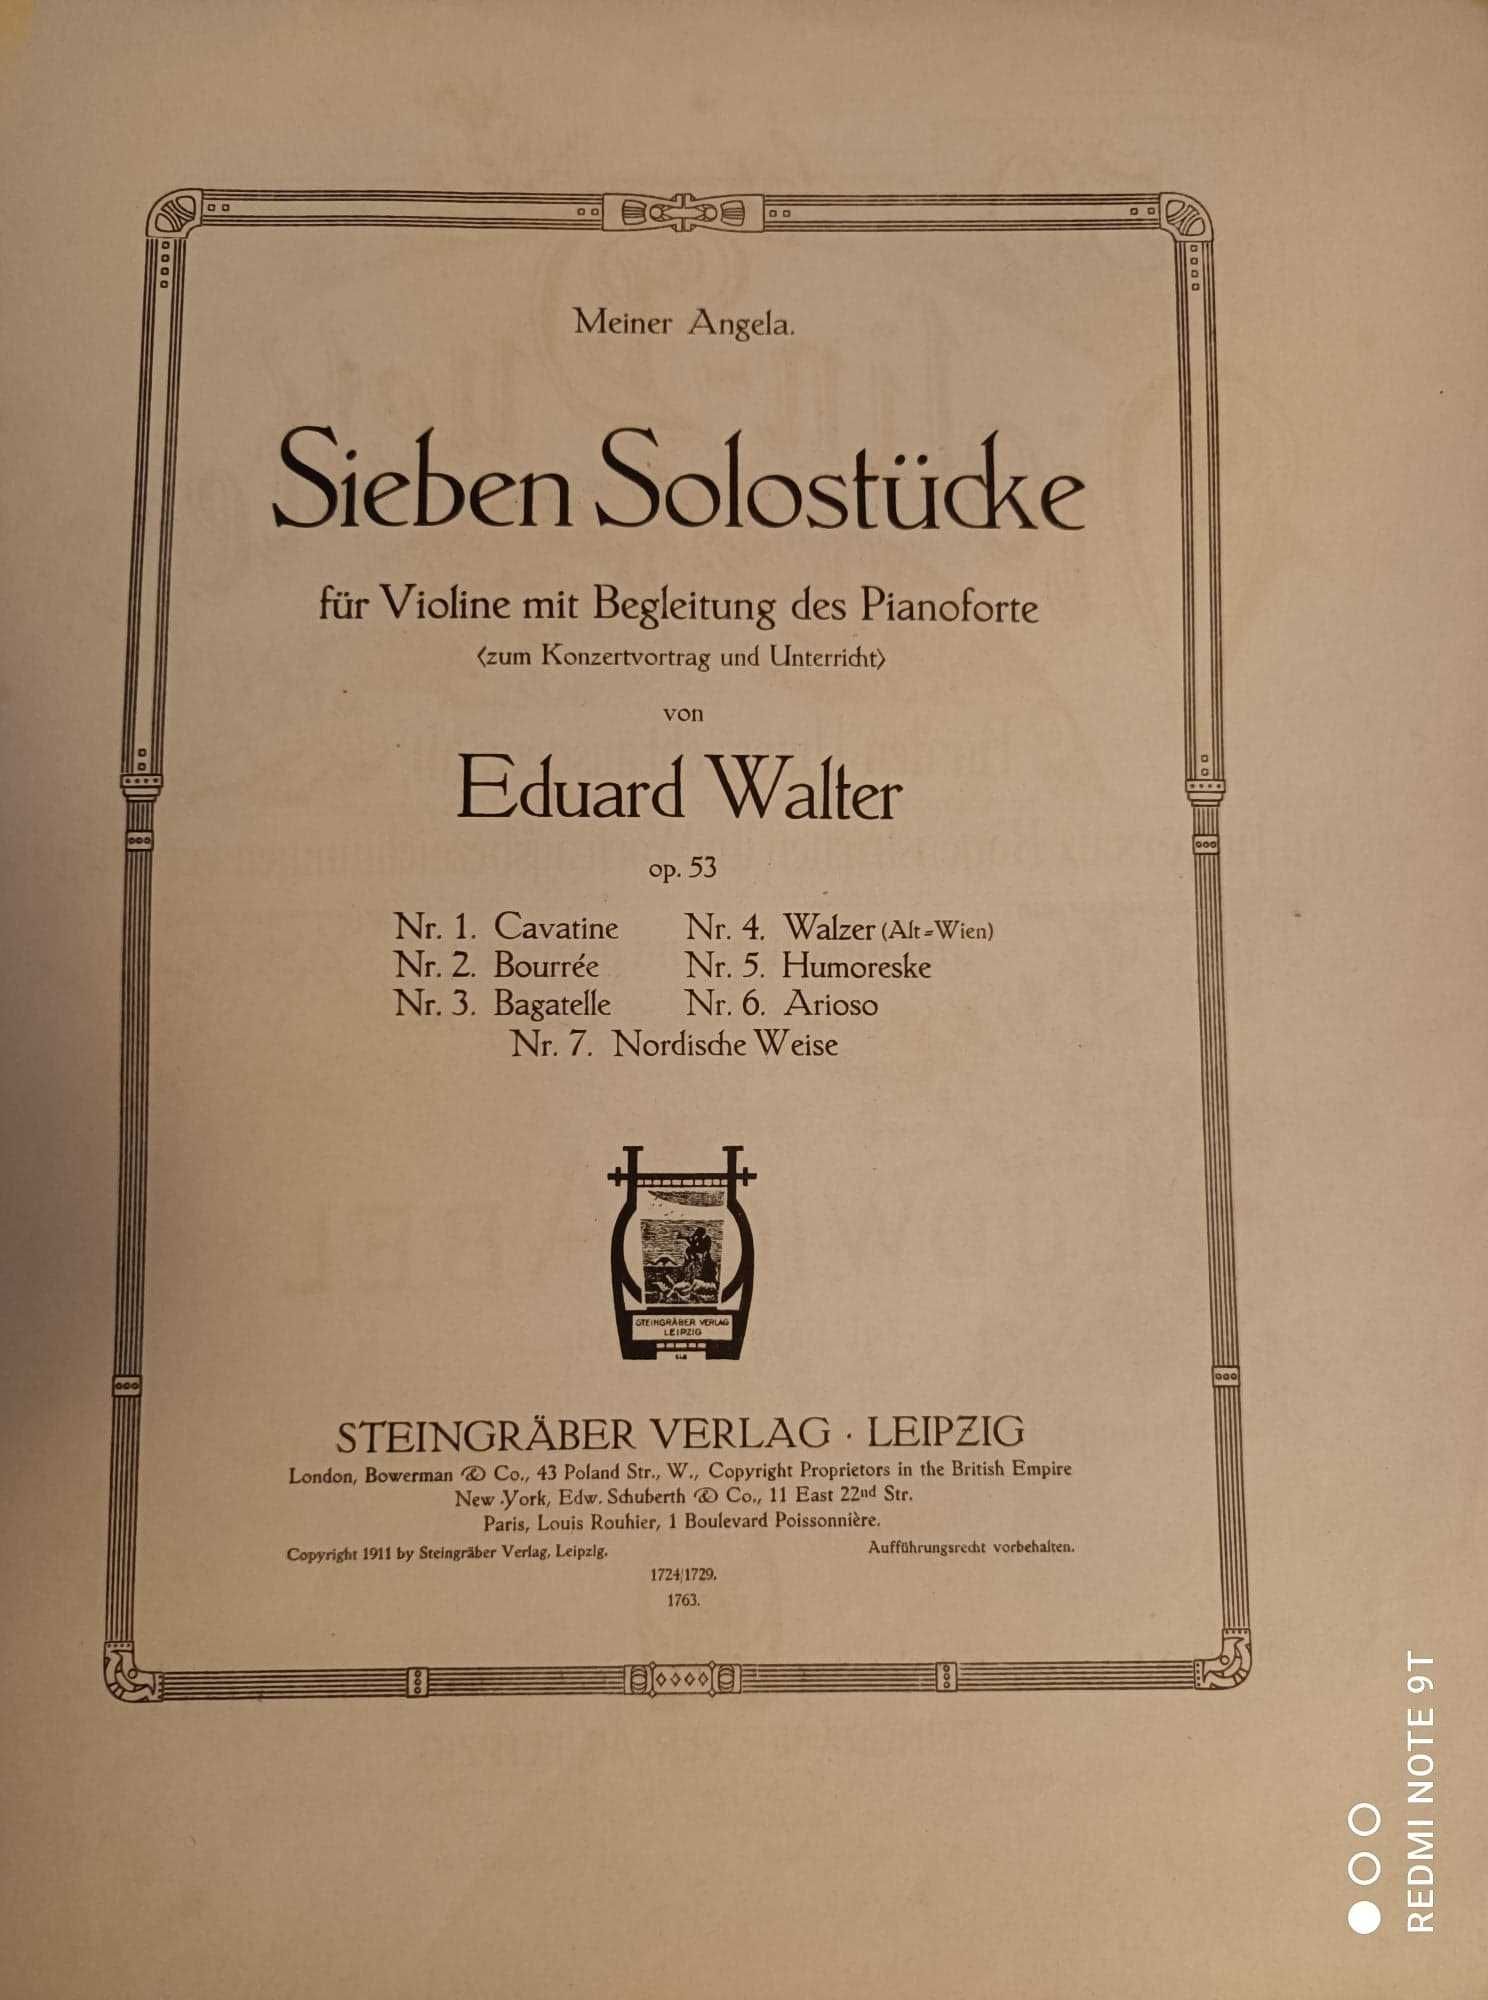 Meiner Angela.
Sieben Solostücke
für Violine mit Begleitung des Pianoforte
<zum Konzertvortrag und Unterricht>
von
Eduard Walter
op. 53
Nr. 1. Cavatine Nr. 4. Walzer (Alt=Wien)
Nr. 2. Bourrée Nr. 5. Humoreske
Nr. 3. Bagatelle Nr. 6. Arioso
Nr. 7. Nordische Weise
STEINGRÄBER VERLAG
LEIPZIG
STEINGRÄBER VERLAG · LEIPZIG
London, Bowerman & Co., 43 Poland Str., W., Copyright Proprietors in the British Empire
New-York, Edw. Schuberth & Co., 11 East 22nd Str.
Paris, Louis Rouhier, 1 Boulevard Poissonnière.
Copyright 1911 by Steingräber Verlag, Leipzig. Aufführungsrecht vorbehalten.
1724/1729.
1763.
REDMI NOTE 9T